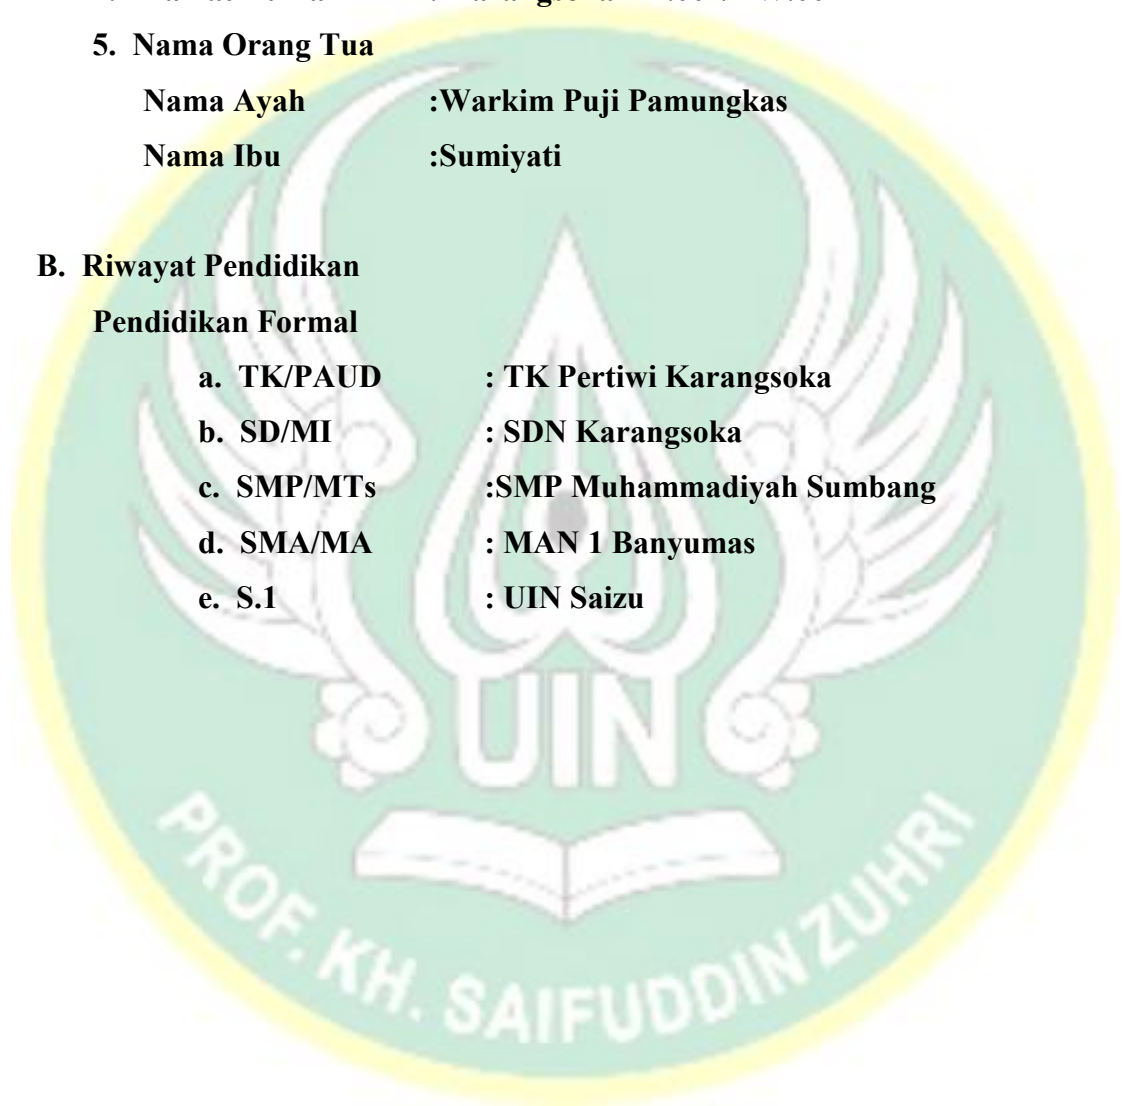 5. Nama Orang Tua
Nama Ayah :Warkim Puji Pamungkas
Nama Ibu :Sumiyati
B. Riwayat Pendidikan
Pendidikan Formal
a. TK/PAUD : TK Pertiwi Karangsoka
b. SD/MI : SDN Karangsoka
c. SMP/MTs :SMP Muhammadiyah Sumbang
d. SMA/MA : MAN 1 Banyumas
e. S.1 : UIN Saizu
UIN
PROF. KH. SAIFUDDIN ZUHRI